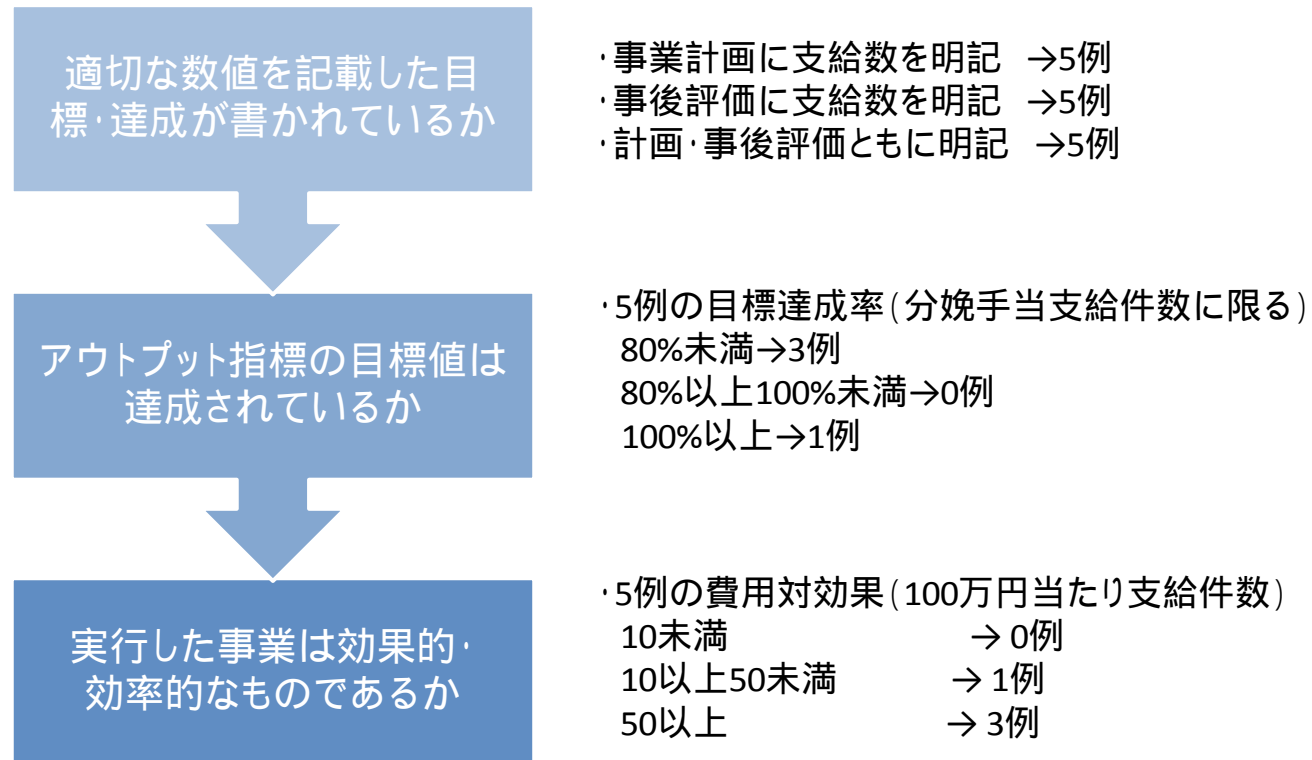 適切な数値を記載した目
標・達成が書かれているか
・事業計画に支給数を明記 →5例
・事後評価に支給数を明記 →5例
・計画・事後評価ともに明記 →5例
アウトプット指標の目標値は
達成されているか
・5例の目標達成率(分娩手当支給件数に限る)
80%未満→3例
80%以上100%未満→0例
100%以上→1例
実行した事業は効果的・
効率的なものであるか
・5例の費用対効果(100万円当たり支給件数)
10未満 → 0例
10以上50未満 → 1例
50以上 → 3例